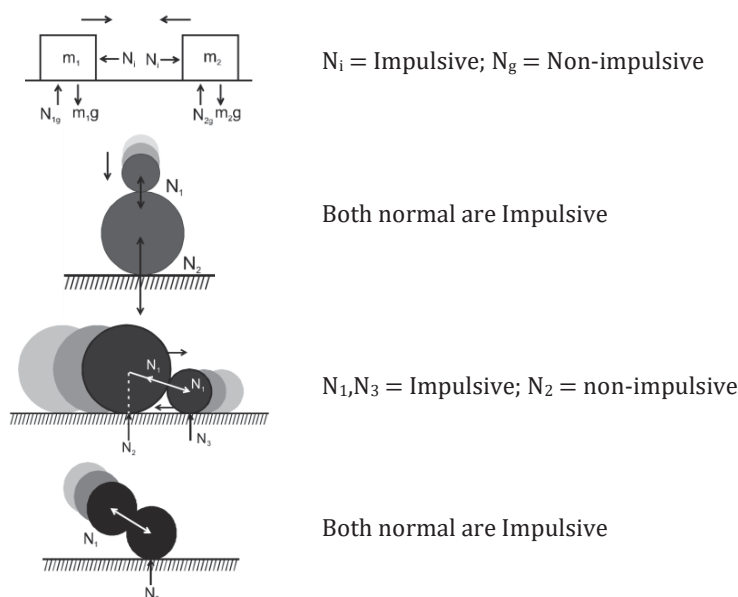 m₁ N_i N_i m₂
N_i = Impulsive; N_g = Non-impulsive
N_1g m₁g N_2g m₂g
N₁
Both normal are Impulsive
N₂
N₁ N₁
N₁,N₃ = Impulsive; N₂ = non-impulsive
N₂ N₃
Both normal are Impulsive
N₁